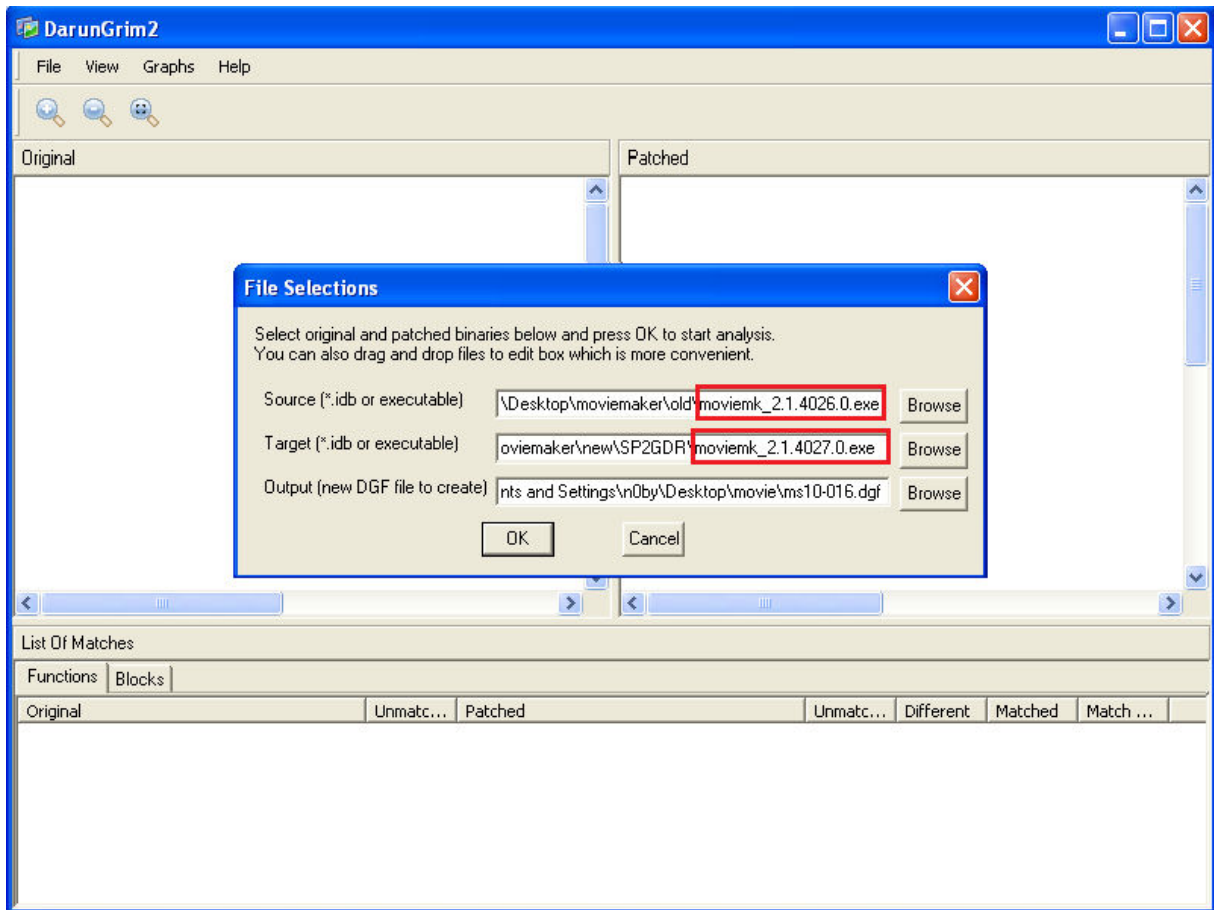 DarunGrim2
File View Graphs Help
Original Patched
File Selections
Select original and patched binaries below and press OK to start analysis.
You can also drag and drop files to edit box which is more convenient.
Source (*.idb or executable) \Desktop\moviemaker\old\moviemk_2.1.4026.0.exe Browse
Target (*.idb or executable) oviemaker\new\SP2GDR\moviemk_2.1.4027.0.exe Browse
Output (new DGF file to create) nts and Settings\n0by\Desktop\movie\ms10-016.dgf Browse
OK Cancel
List Of Matches
Functions Blocks
Original Unmatc... Patched Unmatc... Different Matched Match ...